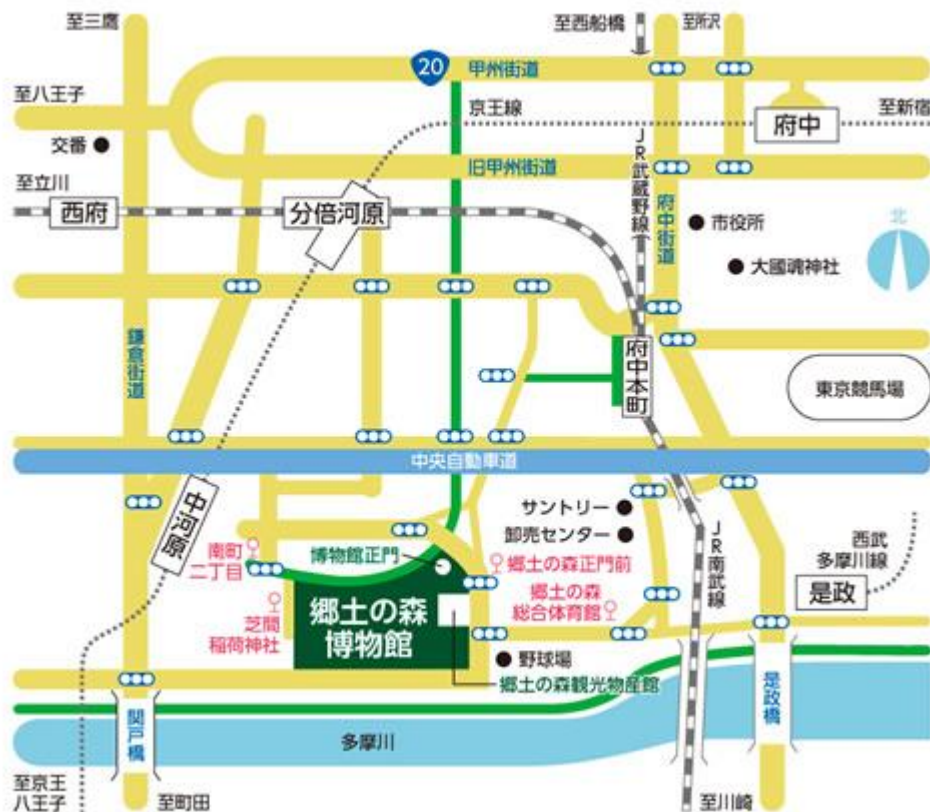 至三鷹
至西船橋
至所沢
20
甲州街道
至八王子
京王線
府中
至新宿
交番
旧甲州街道
JR武蔵野線
至立川
西府
分倍河原
府中街道
市役所
北
大國魂神社
鎌倉街道
府中本町
東京競馬場
中央自動車道
中河原
サントリー
卸売センター
JR南武線
西武
多摩川線
是政
南町
二丁目
博物館正門
郷土の森正門前
郷土の森
総合体育館
芝間
稲荷神社
郷土の森
博物館
野球場
郷土の森観光物産館
関戸橋
是政橋
多摩川
至京王
八王子
至町田
至川崎